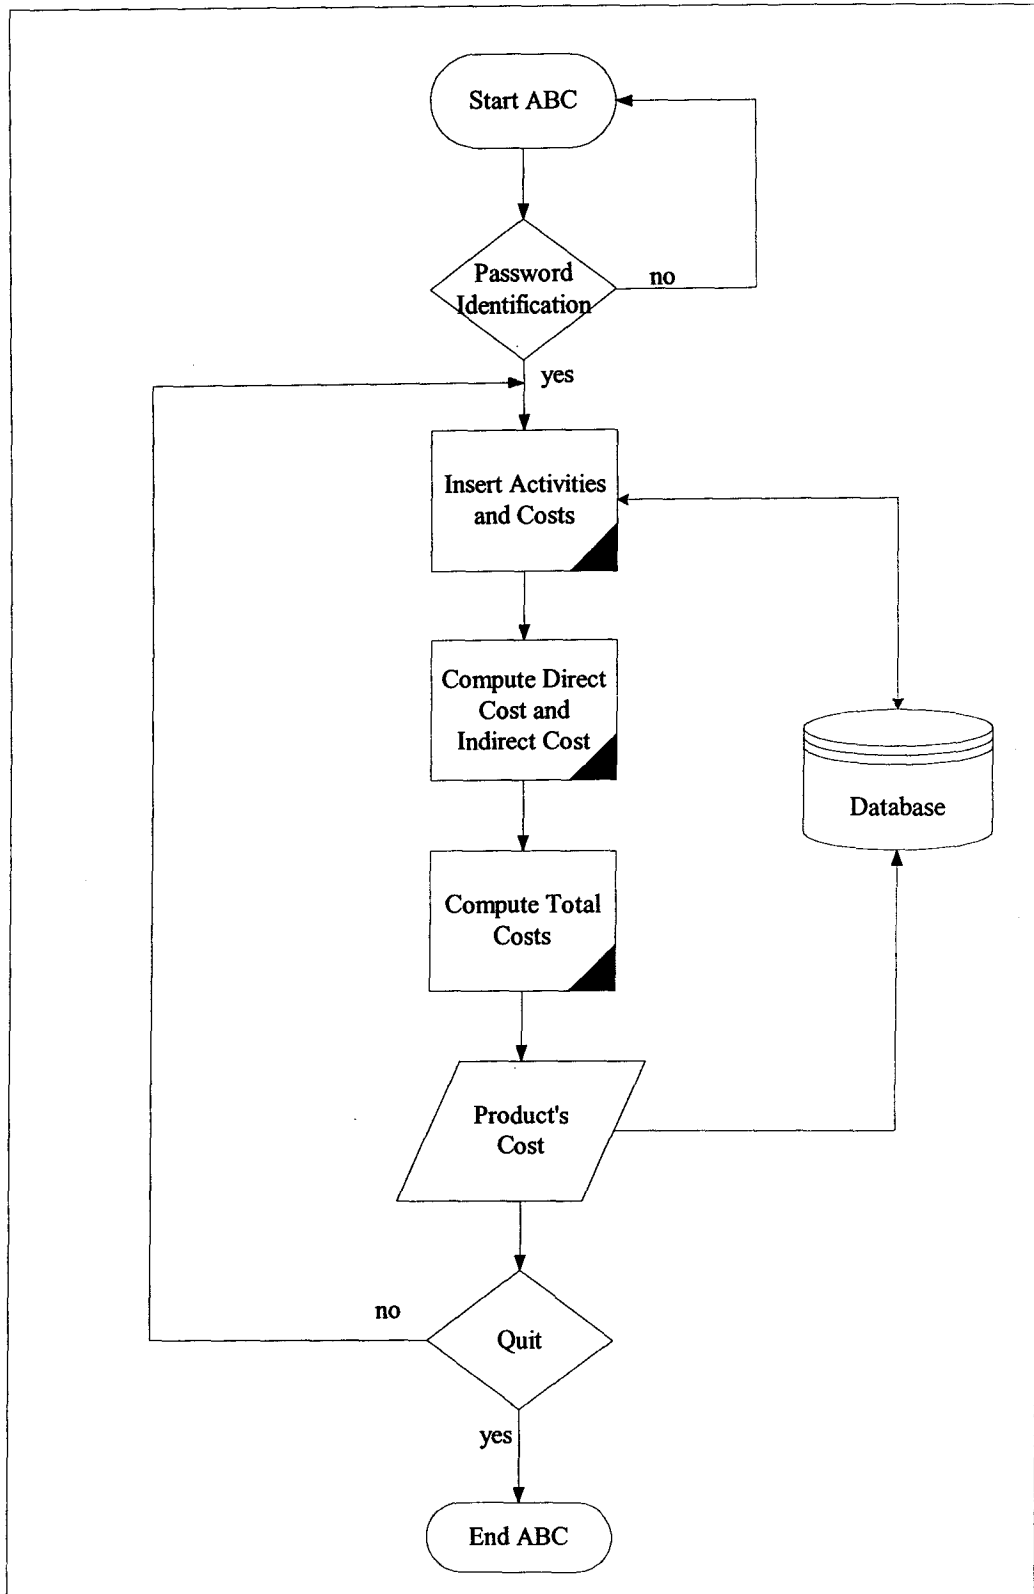 Start ABC
Password
Identification
no
yes
Insert Activities
and Costs
Compute Direct
Cost and
Indirect Cost
Database
Compute Total
Costs
Product's
Cost
no
Quit
yes
End ABC